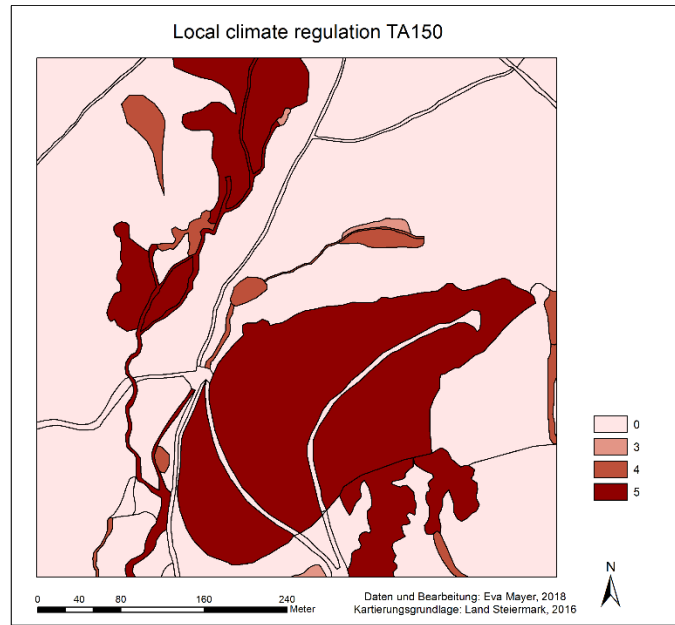 Local climate regulation TA150
0
3
4
5
N
0 40 80 160 240
Meter
Daten und Bearbeitung: Eva Mayer, 2018
Kartierungsgrundlage: Land Steiermark, 2016